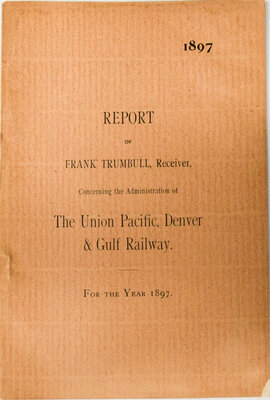 1897
REPORT
OF
FRANK TRUMBULL, Receiver,
Concerning the Administration of
The Union Pacific, Denver
& Gulf Railway.
FOR THE YEAR 1897.